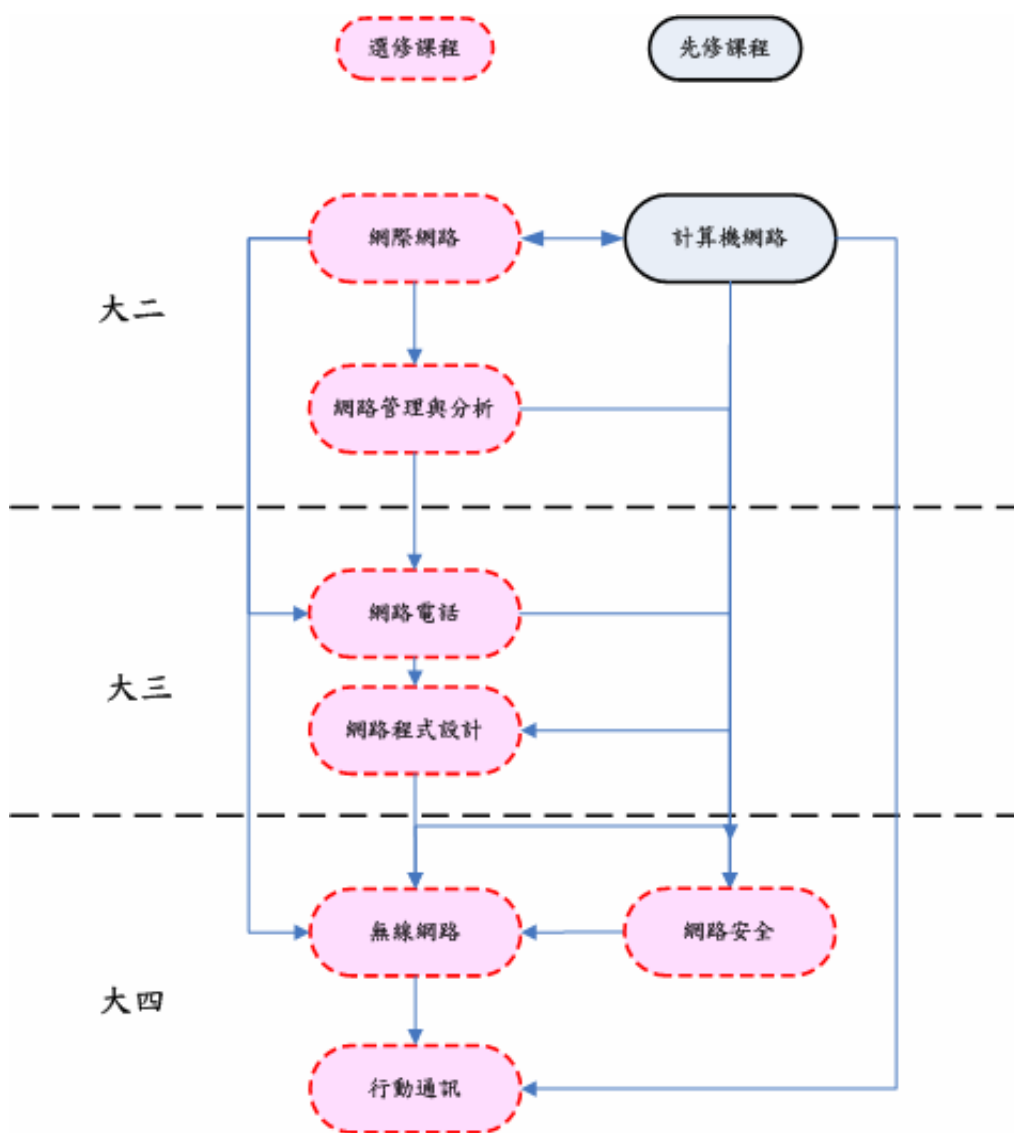 選修課程
先修課程
網際網路
計算機網路
大二
網路管理與分析
網路電話
大三
網路程式設計
無線網路
網路安全
大四
行動通訊